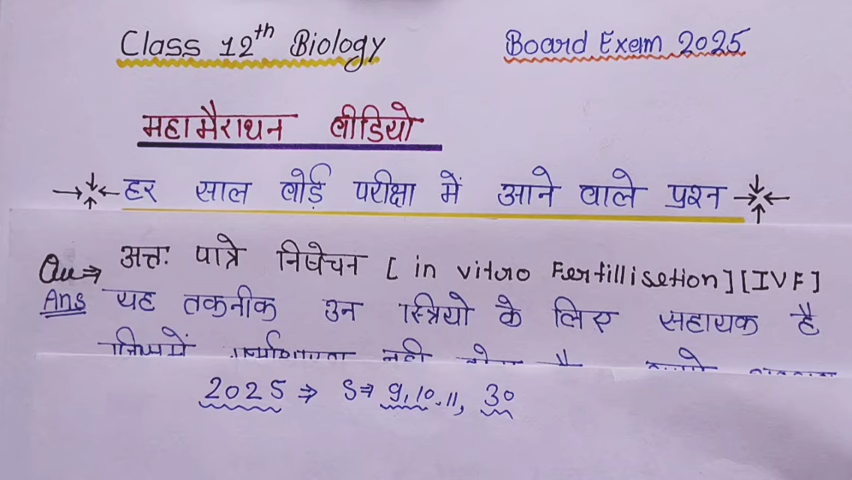 Class 12th Biology
Board Exam 2025
महामैराथन वीडियो
हर साल वोर्ड परीक्षा में आने वाले प्रश्न
Qu⇒ अत्तः पात्रे निषेचन [in vitro Fertillisetion][IVF]
Ans यह तकनीक उन स्त्रियो के लिए सहायक है
नही
2025 ⇒ S⇒ 9,10,11, 30